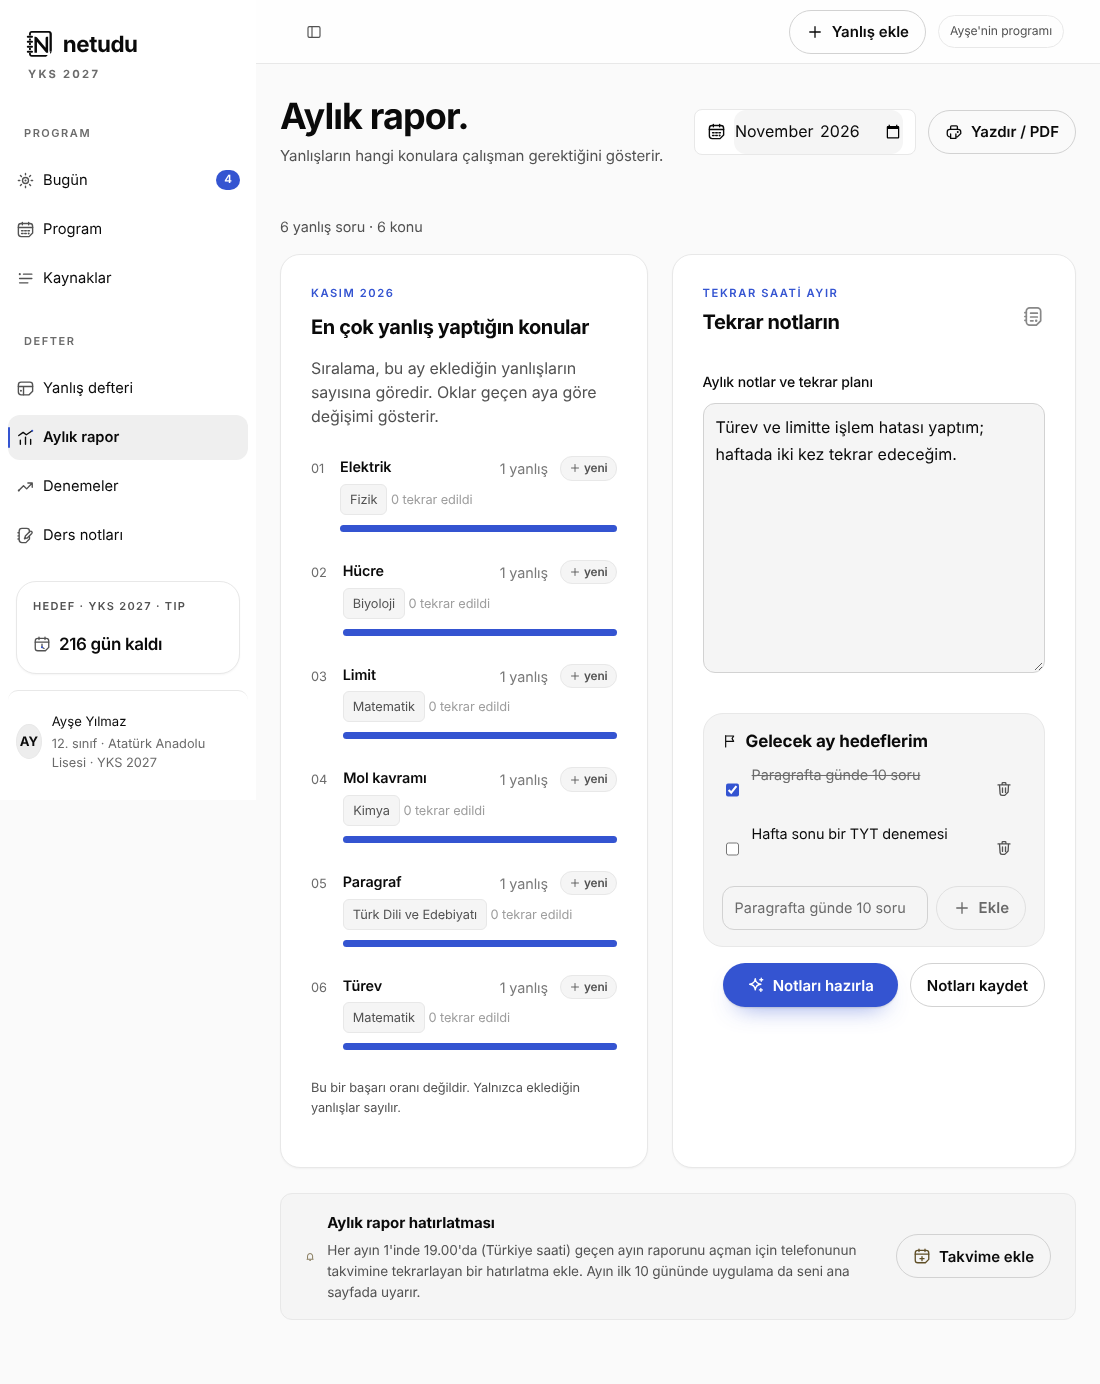 netudu
YKS 2027
PROGRAM
Bugün
4
Program
Kaynaklar
DEFTER
Yanlış defteri
Aylık rapor
Denemeler
Ders notları
HEDEF · YKS 2027 · TIP
216 gün kaldı
AY
Ayşe Yılmaz
12. sınıf · Atatürk Anadolu
Lisesi · YKS 2027
Yanlış ekle
Ayşe'nin programı
Aylık rapor.
Yanlışların hangi konulara çalışman gerektiğini gösterir.
November 2026
Yazdır / PDF
6 yanlış soru · 6 konu
KASIM 2026
En çok yanlış yaptığın konular
Sıralama, bu ay eklediğin yanlışların
sayısına göredir. Oklar geçen aya göre
değişimi gösterir.
01 Elektrik 1 yanlış + yeni
Fizik 0 tekrar edildi
02 Hücre 1 yanlış + yeni
Biyoloji 0 tekrar edildi
03 Limit 1 yanlış + yeni
Matematik 0 tekrar edildi
04 Mol kavramı 1 yanlış + yeni
Kimya 0 tekrar edildi
05 Paragraf 1 yanlış + yeni
Türk Dili ve Edebiyatı 0 tekrar edildi
06 Türev 1 yanlış + yeni
Matematik 0 tekrar edildi
Bu bir başarı oranı değildir. Yalnızca eklediğin
yanlışlar sayılır.
TEKRAR SAATİ AYIR
Tekrar notların
Aylık notlar ve tekrar planı
Türev ve limitte işlem hatası yaptım;
haftada iki kez tekrar edeceğim.
Gelecek ay hedeflerim
Paragrafta günde 10 soru
Hafta sonu bir TYT denemesi
Paragrafta günde 10 soru
Ekle
Notları hazırla
Notları kaydet
Aylık rapor hatırlatması
Her ayın 1'inde 19.00'da (Türkiye saati) geçen ayın raporunu açman için telefonunun
takvimine tekrarlayan bir hatırlatma ekle. Ayın ilk 10 gününde uygulama da seni ana
sayfada uyarır.
Takvime ekle